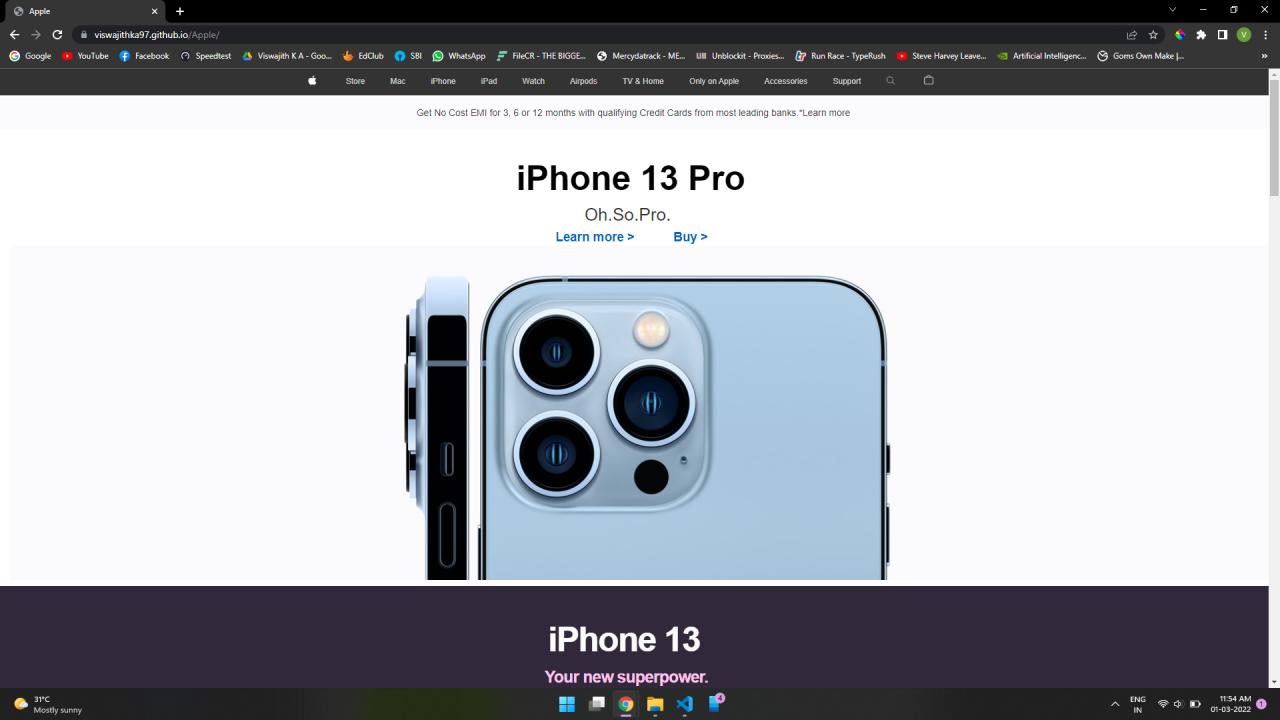 Apple
viswajithka97.github.io/Apple/
V
Google YouTube Facebook Speedtest Viswajith K A - Goo... EdClub SBI WhatsApp FileCR - THE BIGGE... Mercydatrack - ME... Unblockit - Proxies... Run Race - TypeRush Steve Harvey Leave... Artificial Intelligenc... Goms Own Make J... »
Store Mac iPhone iPad Watch Airpods TV & Home Only on Apple Accessories Support
Get No Cost EMI for 3, 6 or 12 months with qualifying Credit Cards from most leading banks.*Learn more
iPhone 13 Pro
Oh.So.Pro.
Learn more > Buy >
iPhone 13
Your new superpower.
31°C
Mostly sunny
4
ENG
IN
11:54 AM
01-03-2022
1